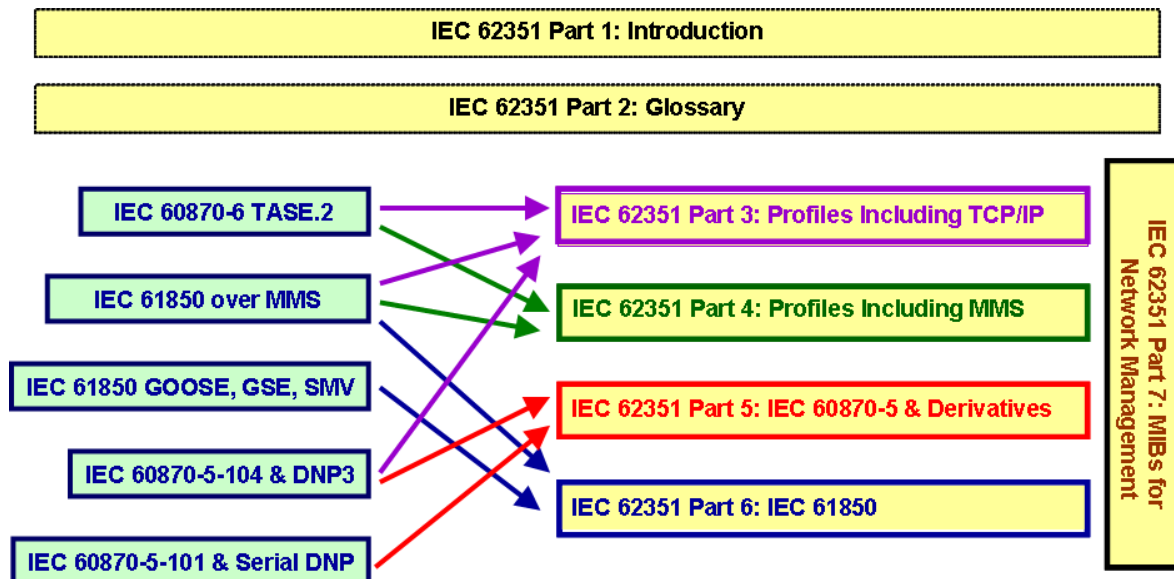 IEC 62351 Part 1: Introduction
IEC 62351 Part 2: Glossary
IEC 60870-6 TASE.2
IEC 61850 over MMS
IEC 61850 GOOSE, GSE, SMV
IEC 60870-5-104 & DNP3
IEC 60870-5-101 & Serial DNP
IEC 62351 Part 3: Profiles Including TCP/IP
IEC 62351 Part 4: Profiles Including MMS
IEC 62351 Part 5: IEC 60870-5 & Derivatives
IEC 62351 Part 6: IEC 61850
IEC 62351 Part 7: MIBs for
Network Management